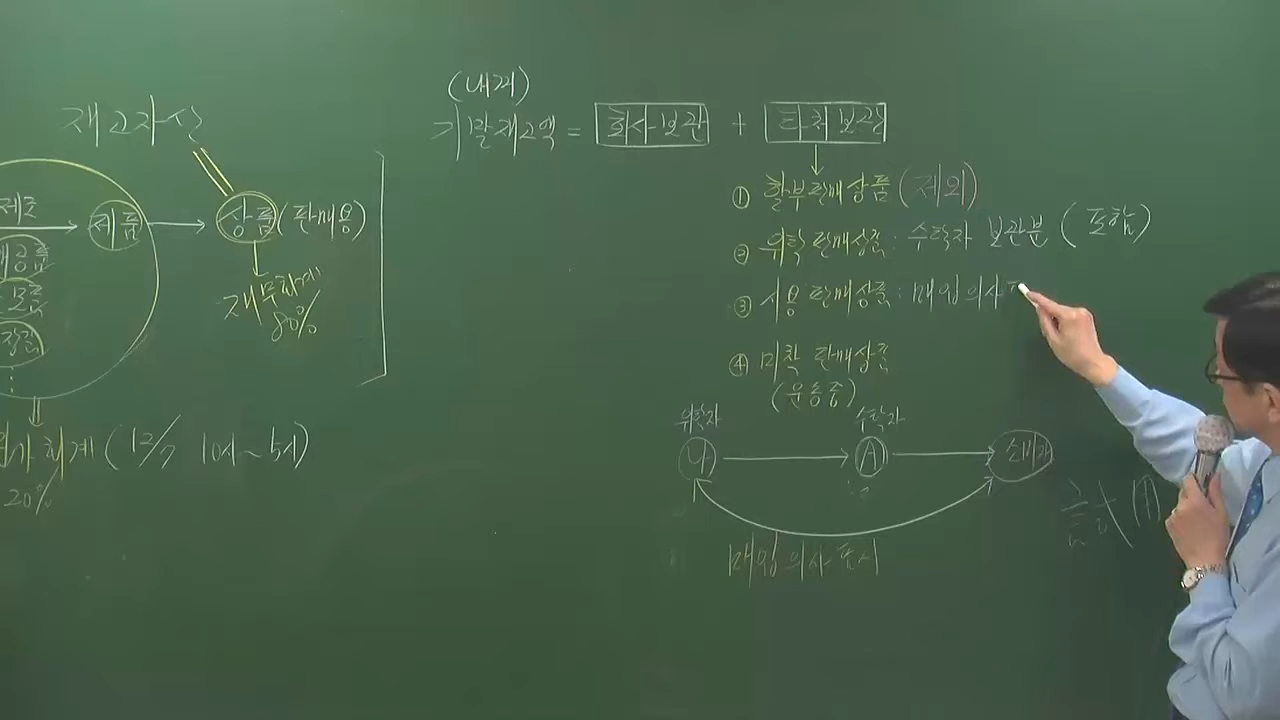 재고자산
제조
제품
상품 (판매용)
재무회계
80%
회계 (12/7 10시~5시)
20%
(내꺼)
기말재고액 = 회사보관 + 타처보관
① 할부판매상품 (제외)
② 위탁판매상품 : 수탁자 보관분 (포함)
③ 시용판매상품 : 매입의사
④ 미착판매상품
(운송중)
위탁자
수탁자
나
A
소비자
매입의사표시